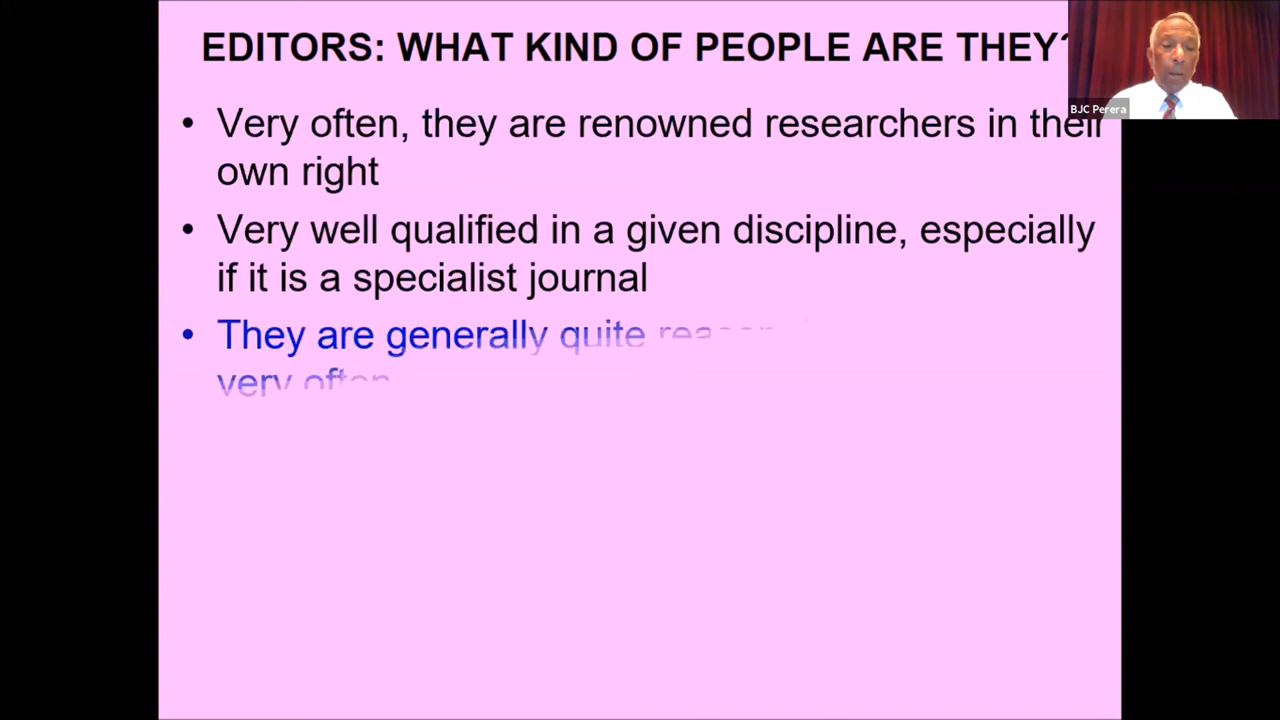 EDITORS: WHAT KIND OF PEOPLE ARE THEY?
• Very often, they are renowned researchers in their
own right
• Very well qualified in a given discipline, especially
if it is a specialist journal
• They are generally quite
very often
BJC Perera